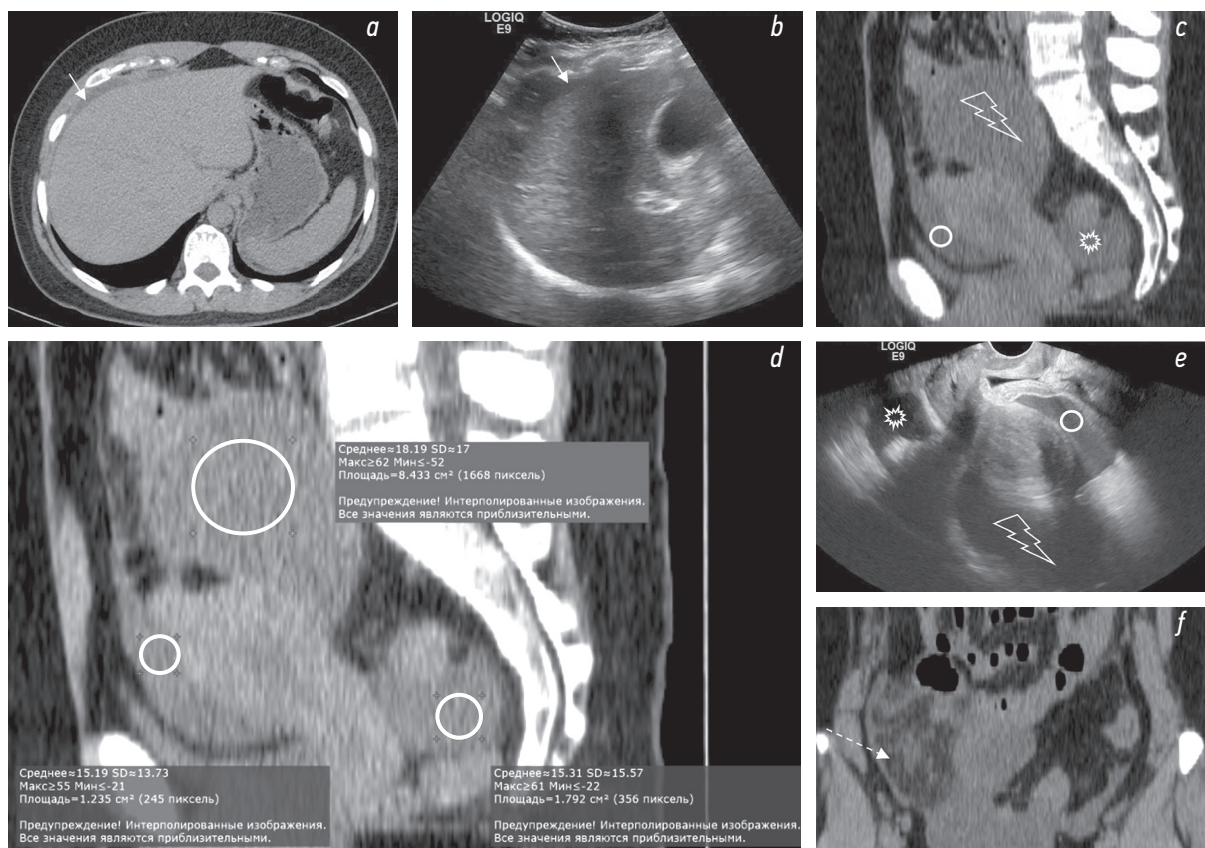 a
LOGIQ
E9
b
c
d
Среднее≈18.19 SD≈17
Макс≥62 Мин≤-52
Площадь=8.433 см² (1668 пиксель)
Предупреждение! Интерполированные изображения.
Все значения являются приблизительными.
Среднее≈15.19 SD≈13.73
Макс≥55 Мин≤-21
Площадь=1.235 см² (245 пиксель)
Предупреждение! Интерполированные изображения.
Все значения являются приблизительными.
Среднее≈15.31 SD≈15.57
Макс≥61 Мин≤-22
Площадь=1.792 см² (356 пиксель)
Предупреждение! Интерполированные изображения.
Все значения являются приблизительными.
LOGIQ
E9
e
f